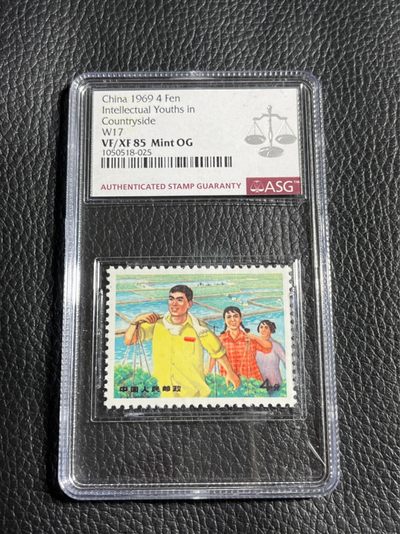 China 1969 4 Fen
Intellectual Youths in
Countryside
W17
VF/XF 85 Mint OG
1050518-025
AUTHENTICATED STAMP GUARANTY
ASG™
中国人民邮政
4分